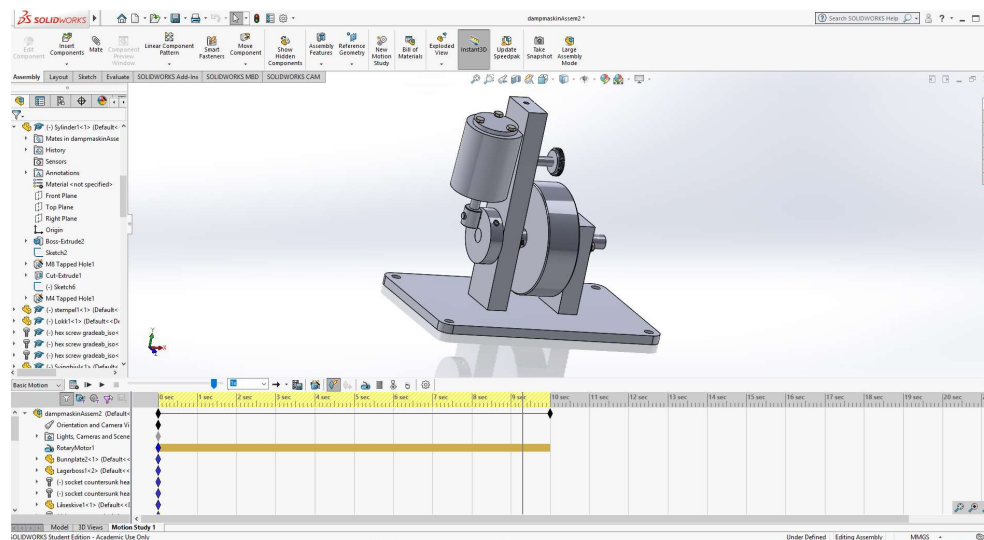 SOLIDWORKS
dampmaskinAssem2 *
Search SOLIDWORKS Help
Edit Component
Insert Components
Mate
Component Preview Window
Linear Component Pattern
Smart Fasteners
Move Component
Show Hidden Components
Assembly Features
Reference Geometry
New Motion Study
Bill of Materials
Exploded View
Instant3D
Update Speedpak
Take Snapshot
Large Assembly Mode
Assembly Layout Sketch Evaluate SOLIDWORKS Add-Ins SOLIDWORKS MBD SOLIDWORKS CAM
(-) Sylinder1<1> (Default<
Mates in dampmaskinAsse
History
Sensors
Annotations
Material <not specified>
Front Plane
Top Plane
Right Plane
Origin
Boss-Extrude2
Sketch2
M8 Tapped Hole1
Cut-Extrude1
(-) Sketch6
M4 Tapped Hole1
(-) stempel1<1> (Default<
(-) Lokk1<1> (Default<<De
(-) hex screw gradeab_iso<
(-) hex screw gradeab_iso<
(-) hex screw gradeab_iso<
(-) Svinghjul<1> (Default<
Y
X
Basic Motion
1x
0 sec 1 sec 2 sec 3 sec 4 sec 5 sec 6 sec 7 sec 8 sec 9 sec 10 sec 11 sec 12 sec 13 sec 14 sec 15 sec 16 sec 17 sec 18 sec 19 sec 20 sec
dampmaskinAssem2 (Default<
Orientation and Camera Vi
Lights, Cameras and Scene
RotaryMotor1
Bunnplate2<1> (Default<<
Lagerboss1<2> (Default<<
(-) socket countersunk hea
(-) socket countersunk hea
Låseskive1<1> (Default<<D
Model 3D Views Motion Study 1
SOLIDWORKS Student Edition - Academic Use Only
Under Defined Editing Assembly MMGS